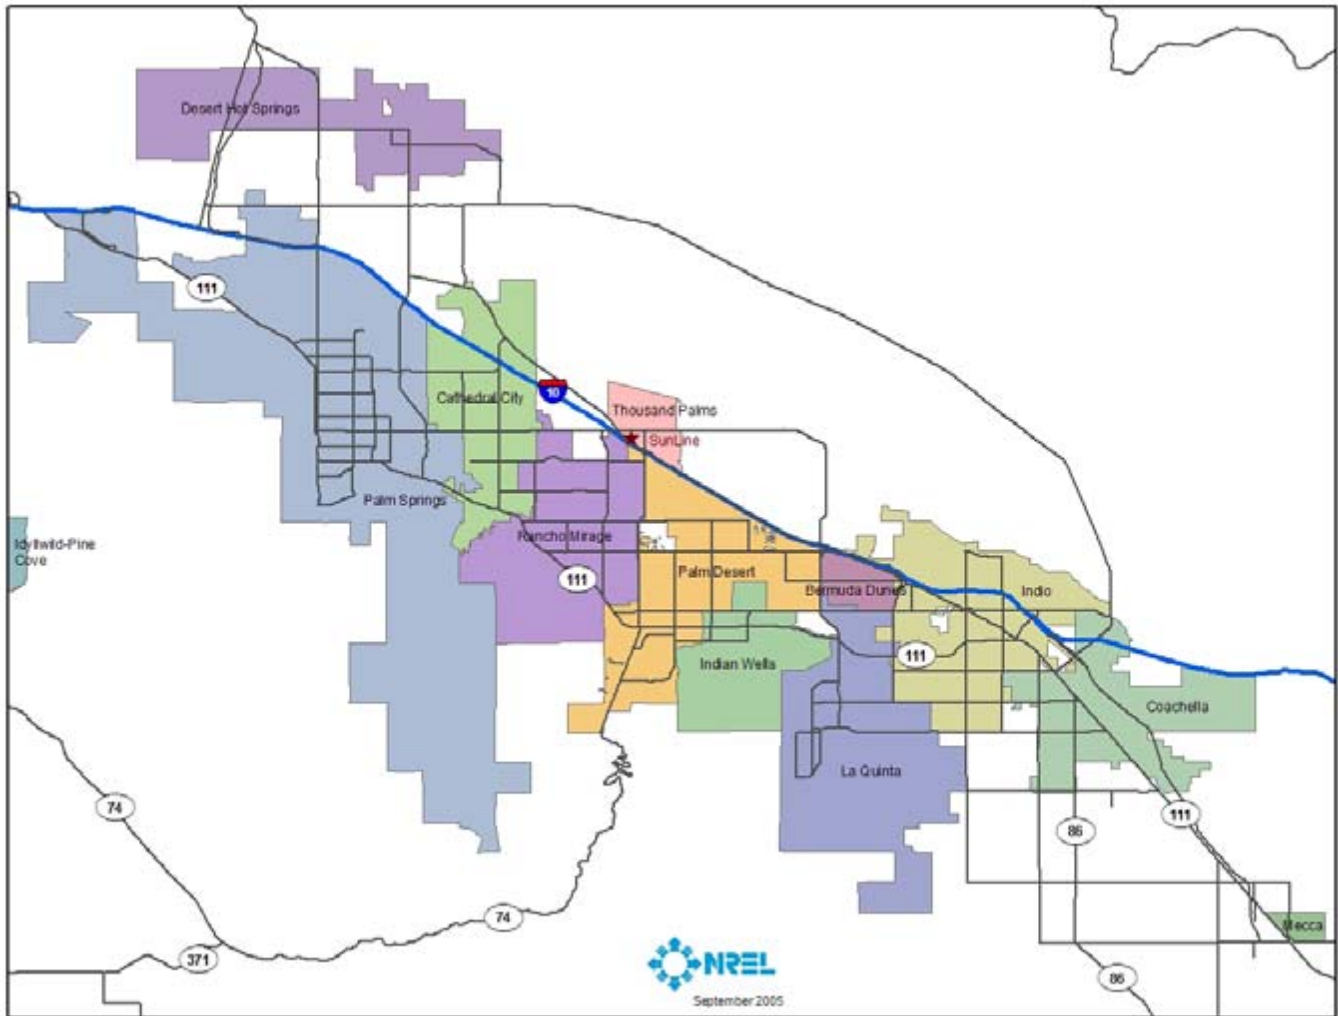 Desert Hot Springs
111
10
Cathedral City
Thousand Palms
SunLine
Palm Springs
Idyllwild-Pine
Cove
Rancho Mirage
111
Palm Desert
Bermuda Dunes
Indio
111
Indian Wells
Coachella
La Quinta
74
86
111
74
Mecca
371
NREL
86
September 2005